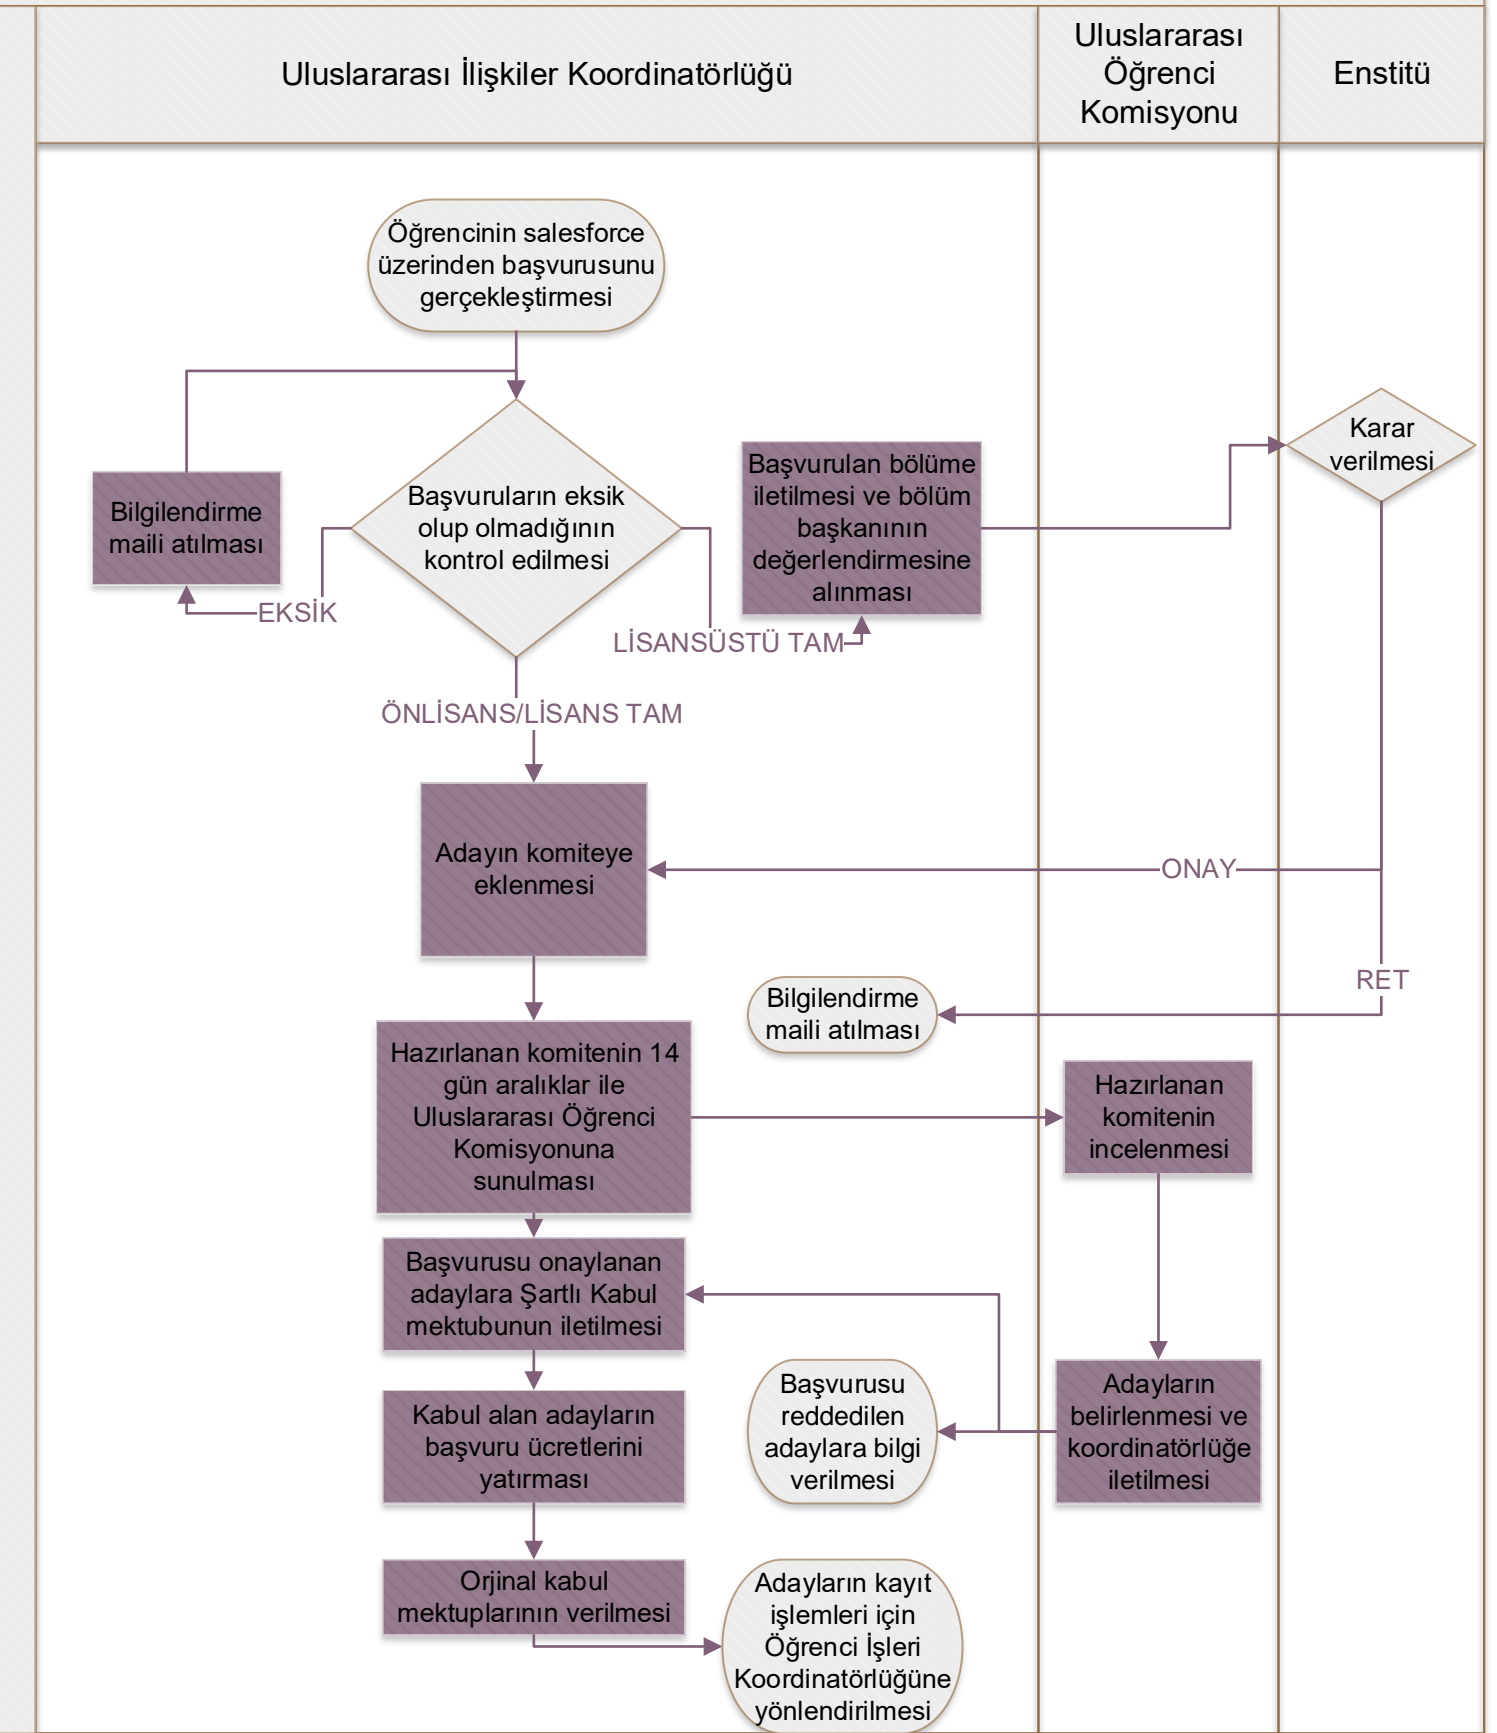 Uluslararası İlişkiler Koordinatörlüğü
Uluslararası
Öğrenci
Komisyonu
Enstitü
Öğrencinin salesforce
üzerinden başvurusunu
gerçekleştirmesi
Bilgilendirme
maili atılması
EKSİK
Başvuruların eksik
olup olmadığının
kontrol edilmesi
LİSANSÜSTÜ TAM
Başvurulan bölüme
iletilmesi ve bölüm
başkanının
değerlendirmesine
alınması
Karar
verilmesi
ÖNLİSANS/LİSANS TAM
Adayın komiteye
eklenmesi
ONAY
RET
Bilgilendirme
maili atılması
Hazırlanan komitenin 14
gün aralıklar ile
Uluslararası Öğrenci
Komisyonuna
sunulması
Hazırlanan
komitenin
incelenmesi
Başvurusu onaylanan
adaylara Şartlı Kabul
mektubunun iletilmesi
Adayların
belirlenmesi ve
koordinatörlüğe
iletilmesi
Başvurusu
reddedilen
adaylara bilgi
verilmesi
Kabul alan adayların
başvuru ücretlerini
yatırması
Orjinal kabul
mektuplarının verilmesi
Adayların kayıt
işlemleri için
Öğrenci İşleri
Koordinatörlüğüne
yönlendirilmesi